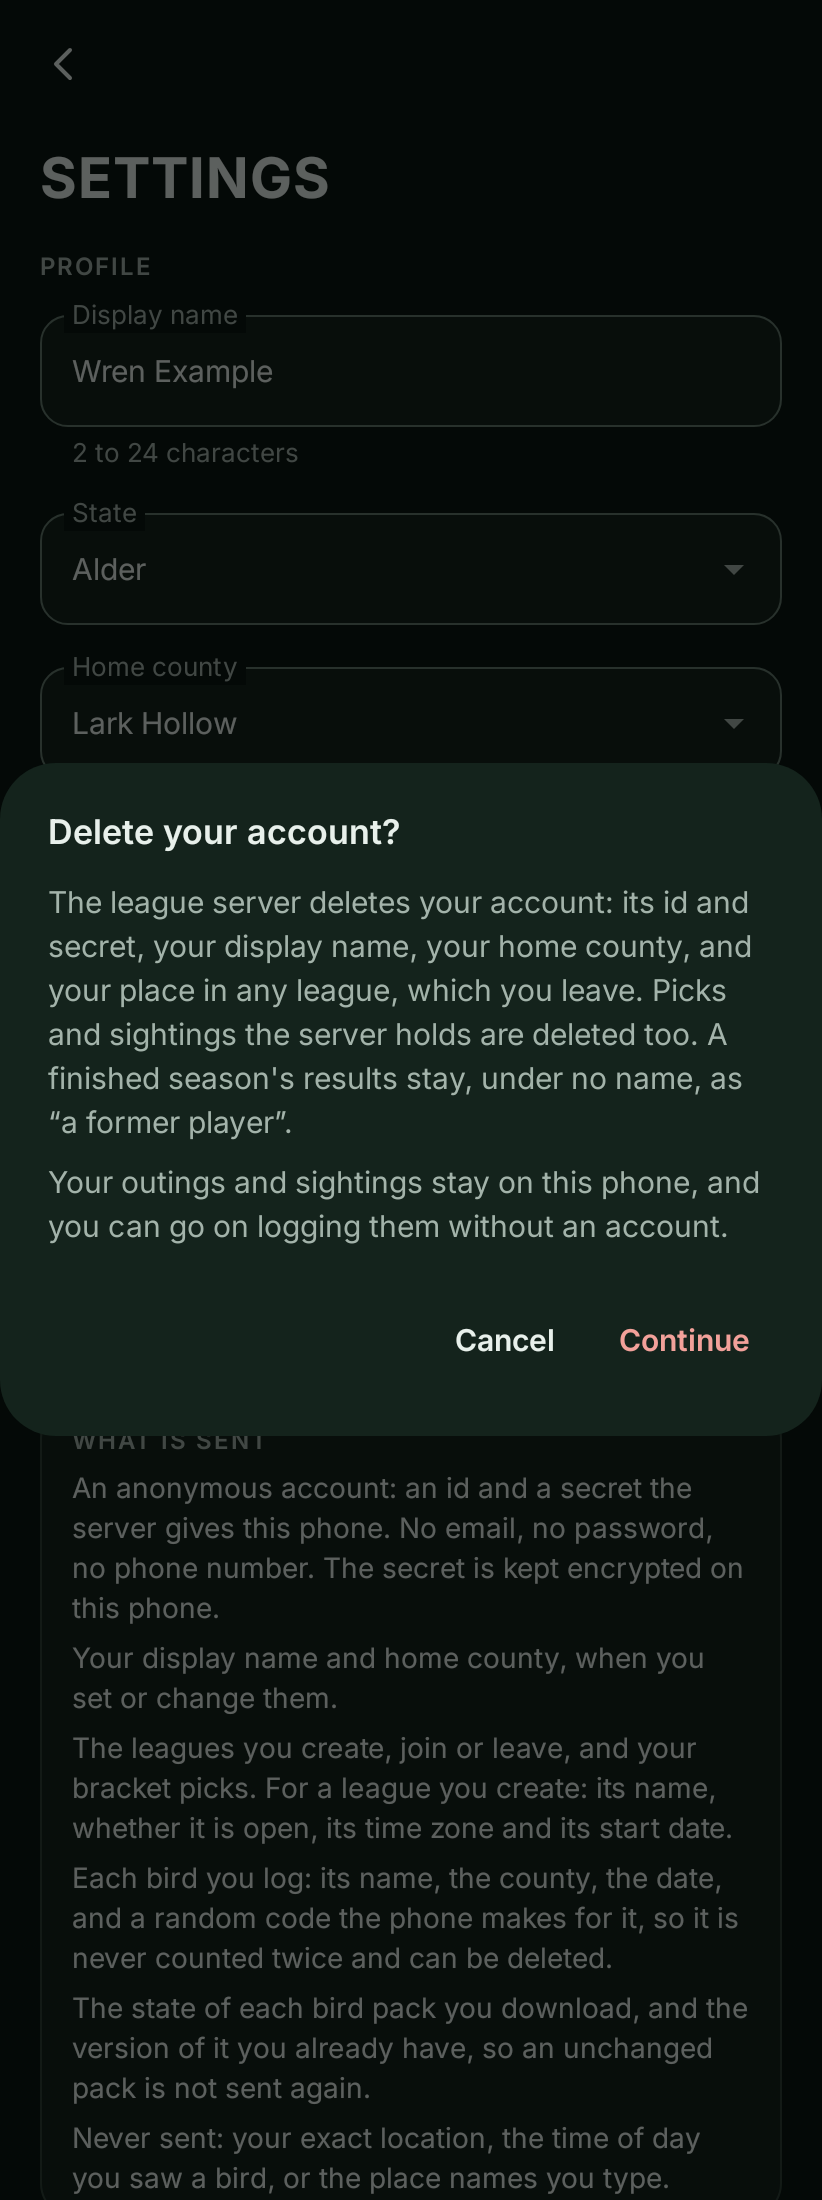 SETTINGS
PROFILE
Display name
Wren Example
2 to 24 characters
State
Alder
Home county
Lark Hollow
Delete your account?
The league server deletes your account: its id and
secret, your display name, your home county, and
your place in any league, which you leave. Picks
and sightings the server holds are deleted too. A
finished season's results stay, under no name, as
“a former player”.
Your outings and sightings stay on this phone, and
you can go on logging them without an account.
Cancel
Continue
WHAT IS SENT
An anonymous account: an id and a secret the
server gives this phone. No email, no password,
no phone number. The secret is kept encrypted on
this phone.
Your display name and home county, when you
set or change them.
The leagues you create, join or leave, and your
bracket picks. For a league you create: its name,
whether it is open, its time zone and its start date.
Each bird you log: its name, the county, the date,
and a random code the phone makes for it, so it is
never counted twice and can be deleted.
The state of each bird pack you download, and the
version of it you already have, so an unchanged
pack is not sent again.
Never sent: your exact location, the time of day
you saw a bird, or the place names you type.